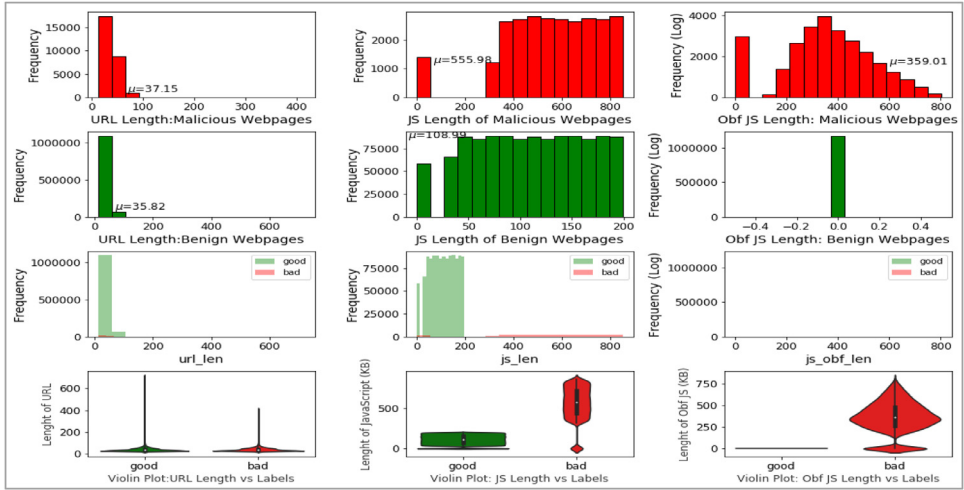 Frequency
15000
10000
5000
0
μ=37.15
0 100 200 300 400
URL Length:Malicious Webpages
Frequency
2000
1000
0
μ=555.98
0 200 400 600 800
JS Length of Malicious Webpages
Frequency (Log)
4000
2000
0
μ=359.01
0 200 400 600 800
Obf JS Length: Malicious Webpages
Frequency
1000000
500000
0
μ=35.82
0 200 400 600
URL Length:Benign Webpages
Frequency
75000
50000
25000
0
μ=108.99
0 50 100 150 200
JS Length of Benign Webpages
Frequency (Log)
1000000
500000
0
−0.4 −0.2 0.0 0.2 0.4
Obf JS Length: Benign Webpages
Frequency
1000000
500000
0
good
bad
0 200 400 600
url_len
Frequency
75000
50000
25000
0
good
bad
0 200 400 600 800
js_len
Frequency (Log)
1000000
500000
0
good
bad
0 200 400 600 800
js_obf_len
Lenght of URL
600
400
200
0
good bad
Violin Plot:URL Length vs Labels
Lenght of JavaScript (KB)
500
0
good bad
Violin Plot: JS Length vs Labels
Lenght of Obf JS (KB)
750
500
250
0
good bad
Violin Plot: Obf JS Length vs Labels